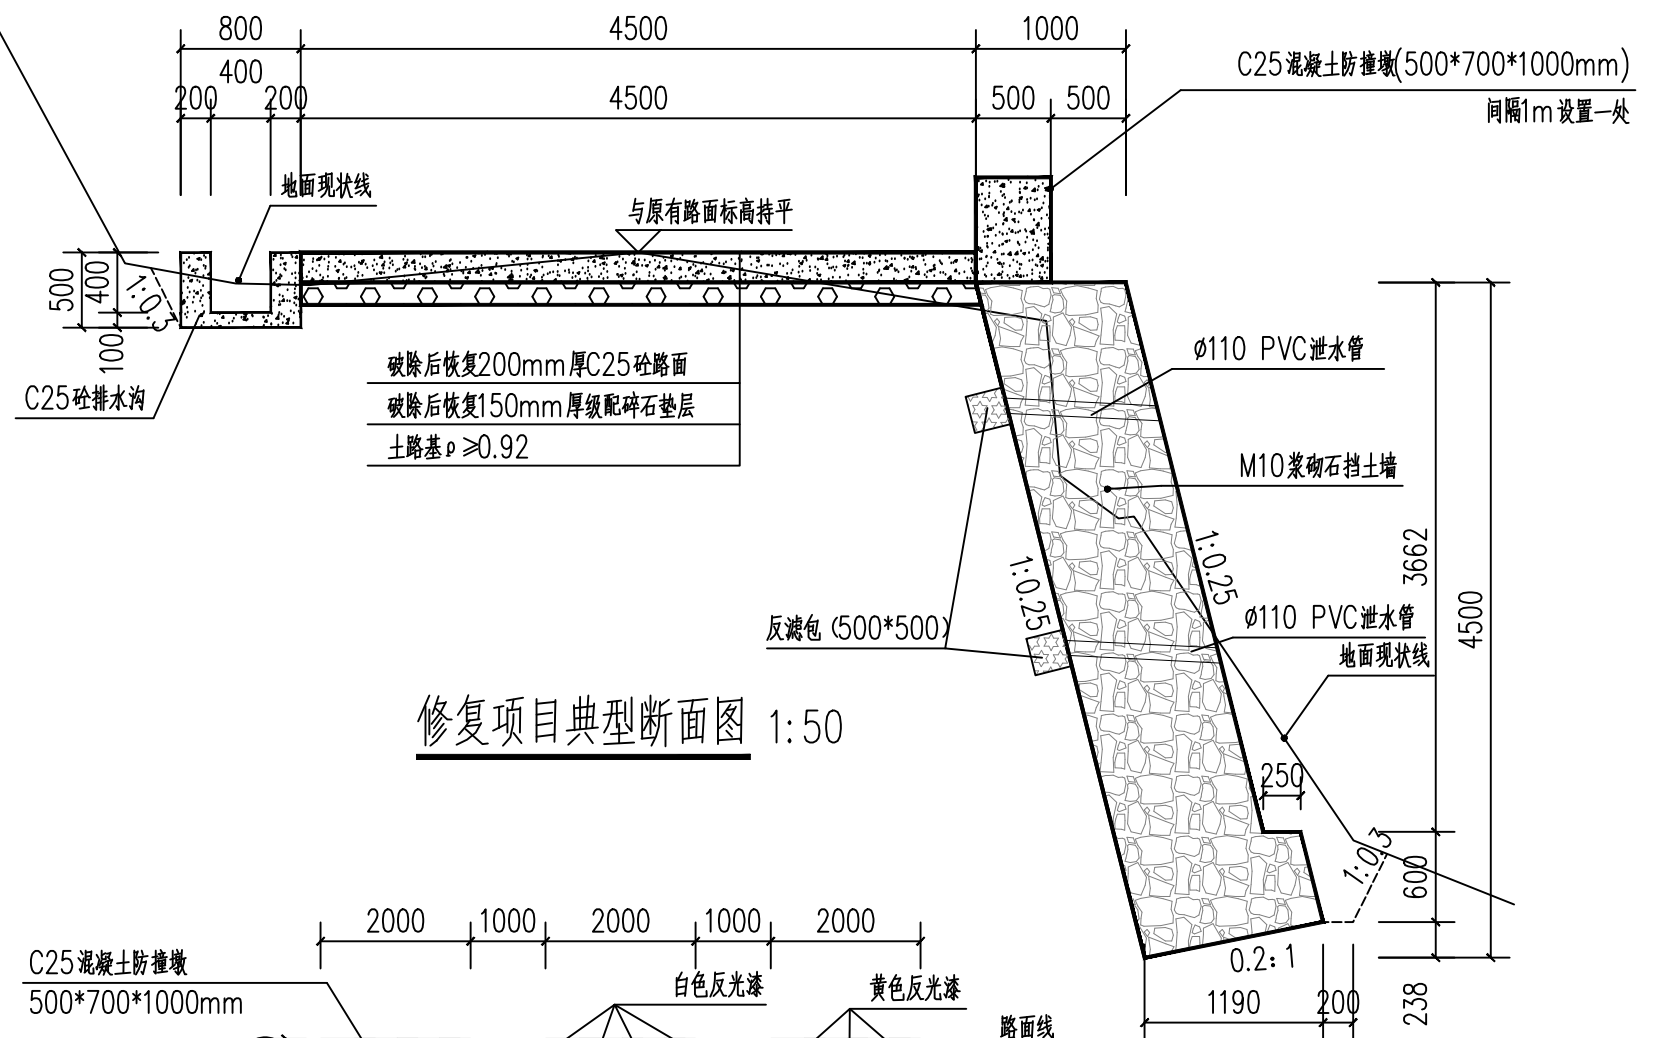 800
4500
1000
400
200
200
4500
500
500
C25混凝土防撞墩(500*700*1000mm)
间隔1m设置一处
地面现状线
与原有路面标高持平
500
400
100
1:0.3
C25砼排水沟
破除后恢复200mm厚C25砼路面
破除后恢复150mm厚级配碎石垫层
土路基ρ≥0.92
Ø110 PVC泄水管
M10浆砌石挡土墙
1:0.25
1:0.25
反滤包(500*500)
Ø110 PVC泄水管
地面现状线
3662
4500
修复项目典型断面图 1:50
250
1:0.3
600
0.2:1
1190
200
238
2000
1000
2000
1000
2000
C25混凝土防撞墩
500*700*1000mm
白色反光漆
黄色反光漆
路面线